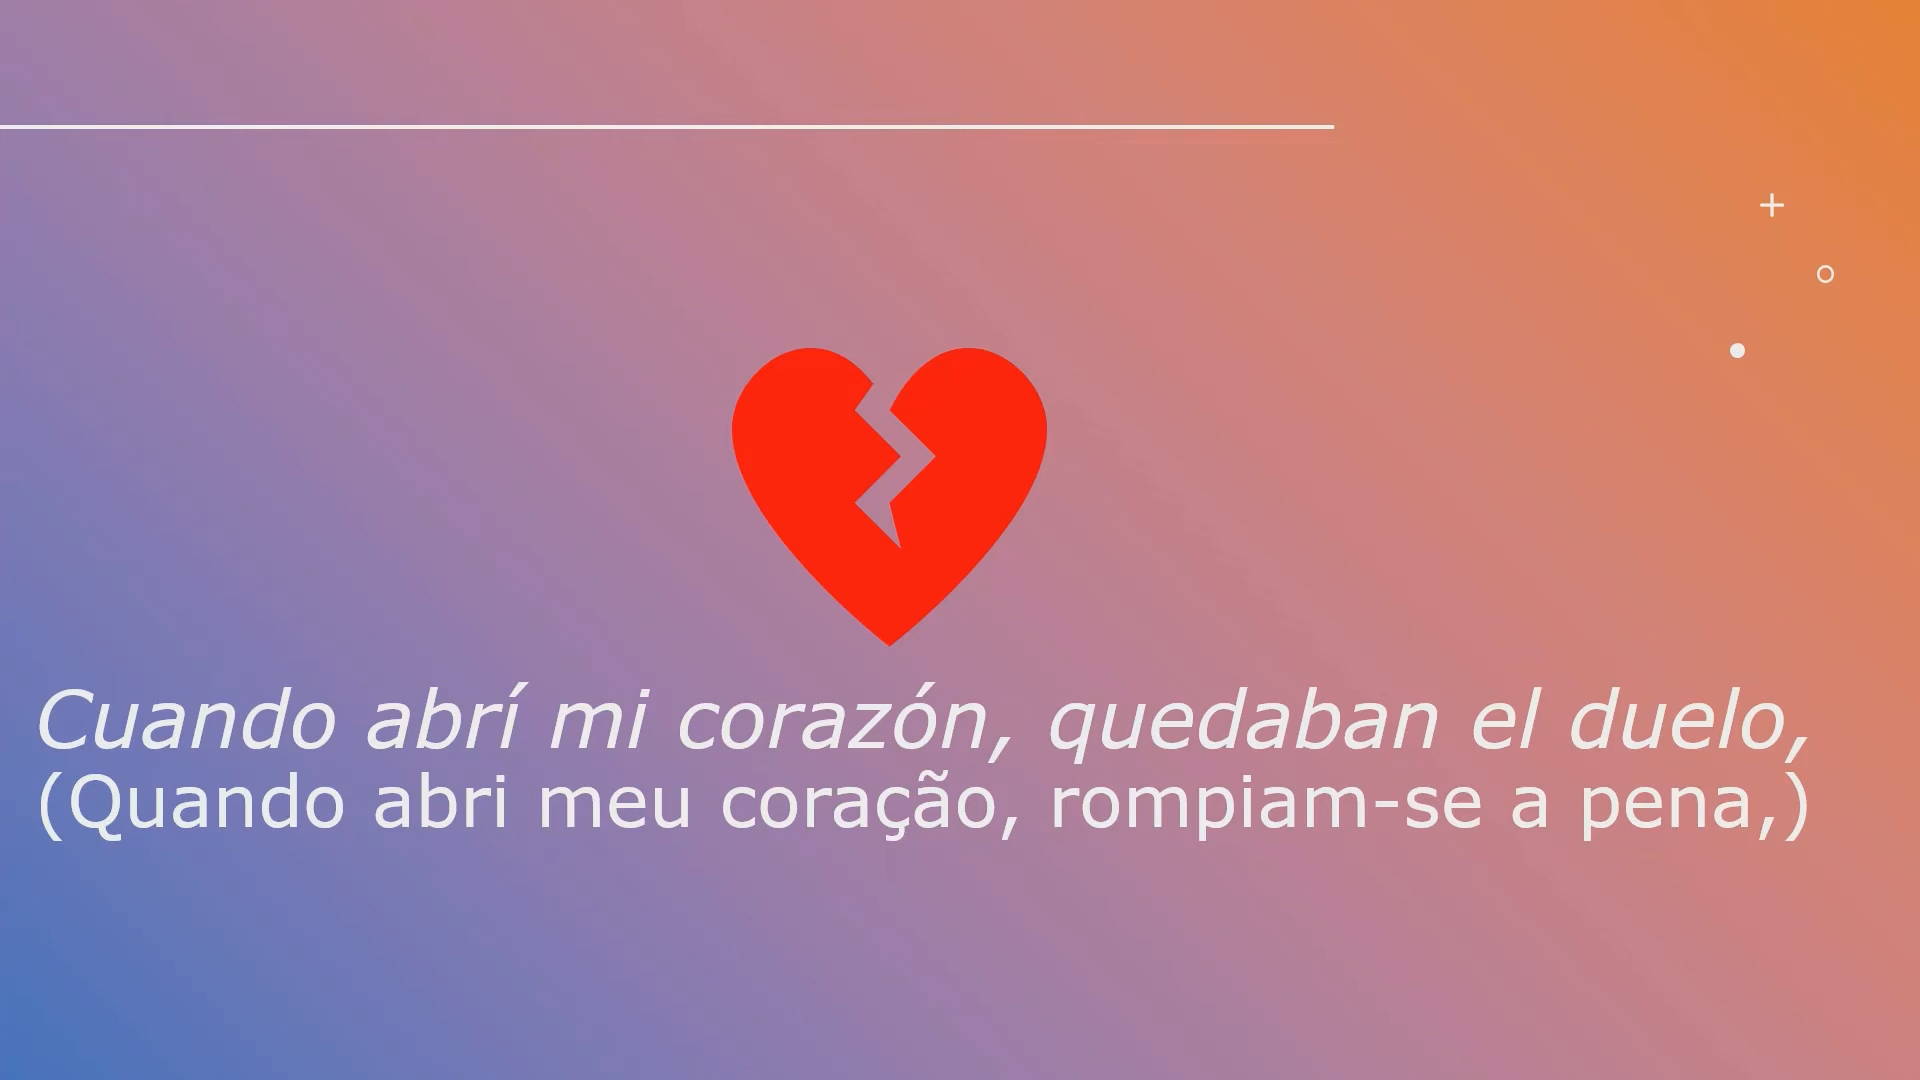 Cuando abrí mi corazón, quedaban el duelo,
(Quando abri meu coração, rompiam-se a pena,)